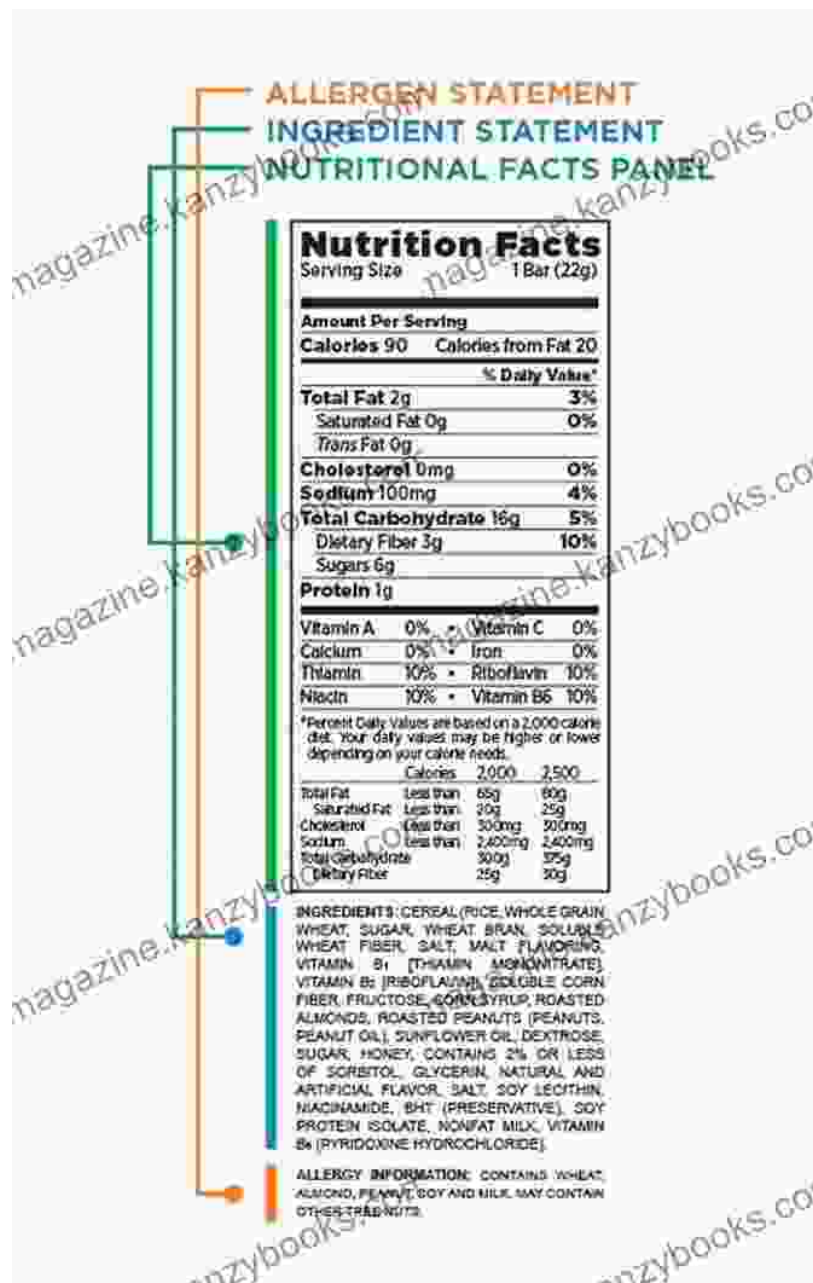 ALLERGEN STATEMENT
INGREDIENT STATEMENT
NUTRITIONAL FACTS PANEL
Nutrition Facts
Serving Size 1 Bar (22g)
Amount Per Serving
Calories 90 Calories from Fat 20
% Daily Value*
Total Fat 2g 3%
Saturated Fat 0g 0%
Trans Fat 0g
Cholesterol 0mg 0%
Sodium 100mg 4%
Total Carbohydrate 16g 5%
Dietary Fiber 3g 10%
Sugars 6g
Protein 1g
Vitamin A 0% • Vitamin C 0%
Calcium 0% • Iron 0%
Thiamin 10% • Riboflavin 10%
Niacin 10% • Vitamin B6 10%
*Percent Daily Values are based on a 2,000 calorie
diet. Your daily values may be higher or lower
depending on your calorie needs.
Calories 2,000 2,500
Total Fat Less than 65g 80g
Saturated Fat Less than 20g 25g
Cholesterol Less than 300mg 300mg
Sodium Less than 2,400mg 2,400mg
Total Carbohydrate 300g 375g
Dietary Fiber 25g 30g
INGREDIENTS: CEREAL (RICE, WHOLE GRAIN
WHEAT, SUGAR, WHEAT BRAN, SOLUBLE
WHEAT FIBER, SALT, MALT FLAVORING,
VITAMIN B1 [THIAMIN MONONITRATE],
VITAMIN B2 [RIBOFLAVIN]), SOLUBLE CORN
FIBER, FRUCTOSE, CORN SYRUP, ROASTED
ALMONDS, ROASTED PEANUTS (PEANUTS,
PEANUT OIL), SUNFLOWER OIL, DEXTROSE,
SUGAR, HONEY, CONTAINS 2% OR LESS
OF SORBITOL, GLYCERIN, NATURAL AND
ARTIFICIAL FLAVOR, SALT, SOY LECITHIN,
NIACINAMIDE, BHT (PRESERVATIVE), SOY
PROTEIN ISOLATE, NONFAT MILK, VITAMIN
B6 (PYRIDOXINE HYDROCHLORIDE).
ALLERGY INFORMATION: CONTAINS WHEAT,
ALMOND, PEANUT, SOY AND MILK. MAY CONTAIN
OTHER TREE NUTS.
magazine.kanzybooks.com